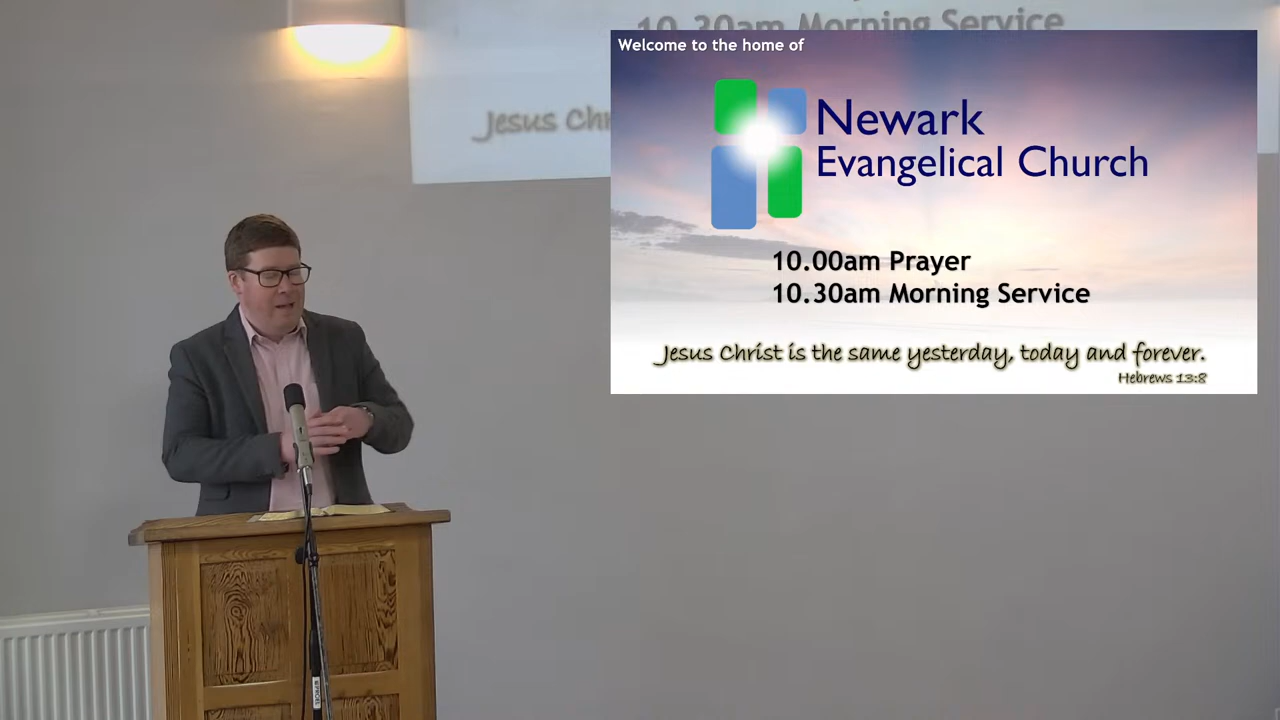 10.30am Morning Service
Jesus Chr
Welcome to the home of
Newark
Evangelical Church
10.00am Prayer
10.30am Morning Service
Jesus Christ is the same yesterday, today and forever.
Hebrews 13:8